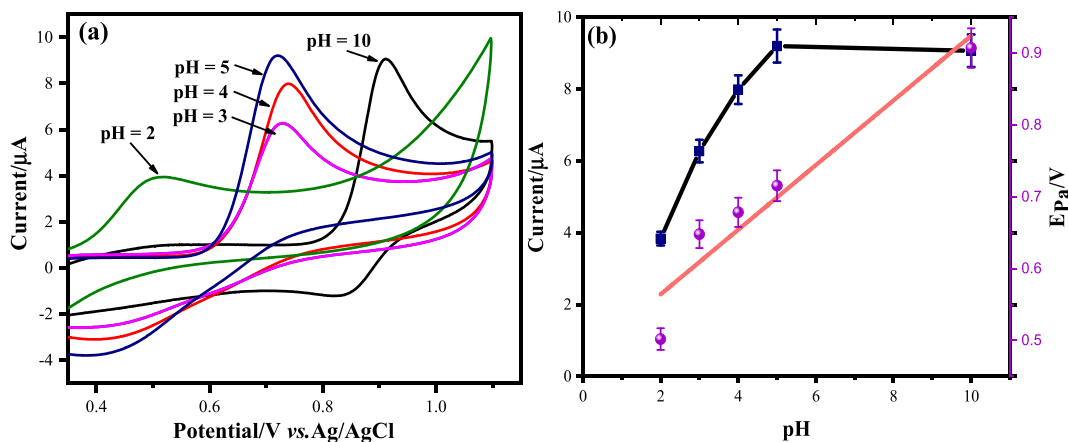 (a)
pH = 10
pH = 5
pH = 4
pH = 3
pH = 2
Current/µA
10
8
6
4
2
0
-2
-4
0.4 0.6 0.8 1.0
Potential/V vs.Ag/AgCl
(b)
Current/µA
10
8
6
4
2
0
0.9
0.8
0.7
0.6
0.5
EPa/V
0 2 4 6 8 10
pH